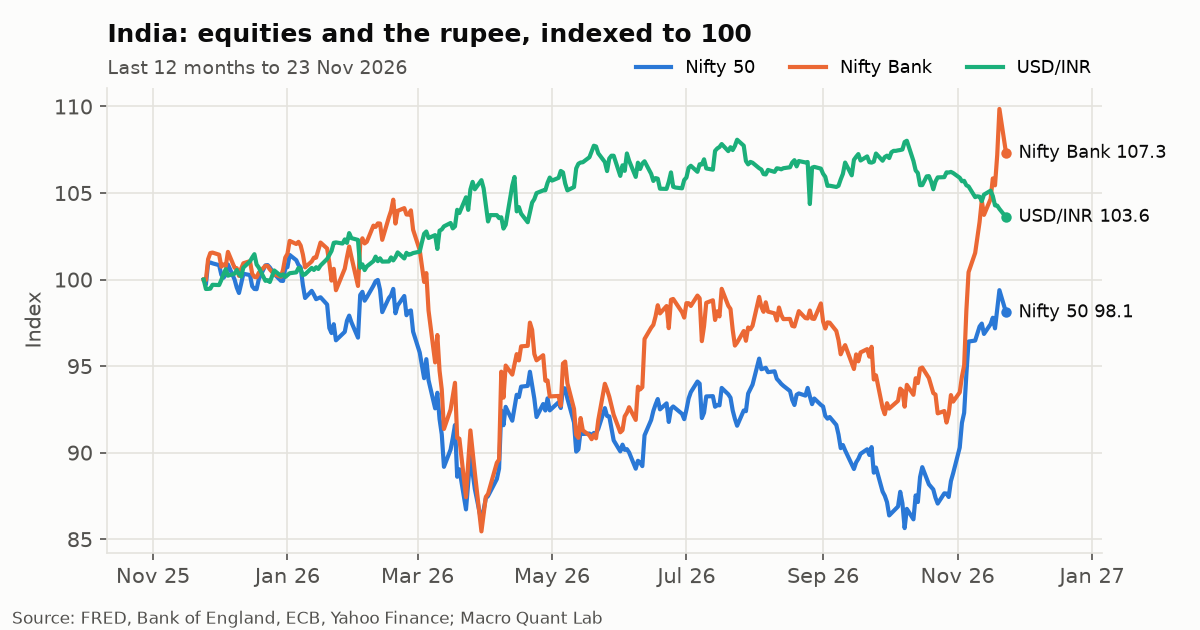 India: equities and the rupee, indexed to 100
Last 12 months to 23 Nov 2026
Nifty 50
Nifty Bank
USD/INR
110
105
100
95
90
85
Index
Nifty Bank 107.3
USD/INR 103.6
Nifty 50 98.1
Nov 25
Jan 26
Mar 26
May 26
Jul 26
Sep 26
Nov 26
Jan 27
Source: FRED, Bank of England, ECB, Yahoo Finance; Macro Quant Lab